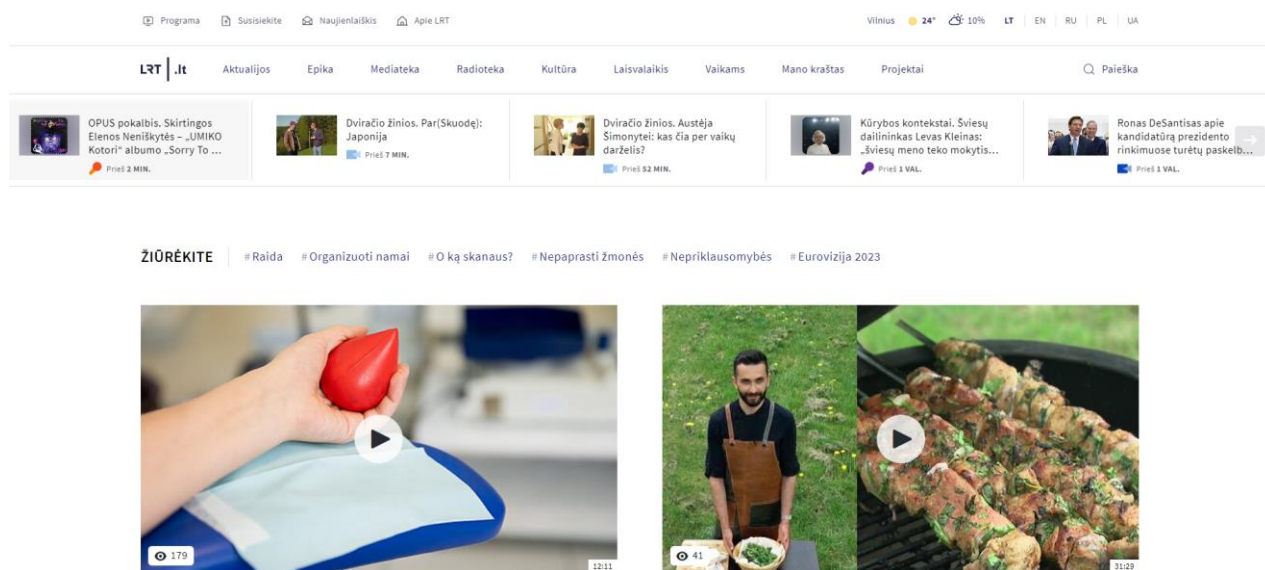 Programa Susisiekite Naujienlaiškis Apie LRT Vilnius 24° 10% LT EN RU PL UA
LRT .lt Aktualijos Epika Mediateka Radioteka Kultūra Laisvalaikis Vaikams Mano kraštas Projektai Paieška
OPUS pokalbis. Skirtingos
Elenos Neniškytės – „UMIKO
Kotori“ albumo „Sorry To ...
Prieš 2 MIN.
Dviračio žinios. Par(Skuodę):
Japonija
Prieš 7 MIN.
Dviračio žinios. Austėja
Šimonytei: kas čia per vaikų
darželis?
Prieš 52 MIN.
Kūrybos kontekstai. Šviesų
dailininkas Levas Kleinas:
„šviesų meno teko mokytis...
Prieš 1 VAL.
Ronas DeSantisas apie
kandidatūrą prezidento
rinkimuose turėtų paskelb...
Prieš 1 VAL.
ŽIŪRĖKITE #Raida #Organizuoti namai #O ką skanaus? #Nepaprasti žmonės #Nepriklausomybės #Eurovizija 2023
179
12:11
41
31:29